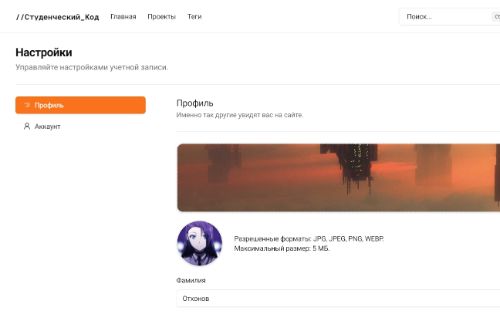 //Студенческий_Код Главная Проекты Теги Поиск...
Настройки
Управляйте настройками учетной записи.
Профиль
Аккаунт
Профиль
Именно так другие увидят вас на сайте.
Разрешенные форматы: JPG, JPEG, PNG, WEBP.
Максимальный размер: 5 МБ.
Фамилия
Отхонов